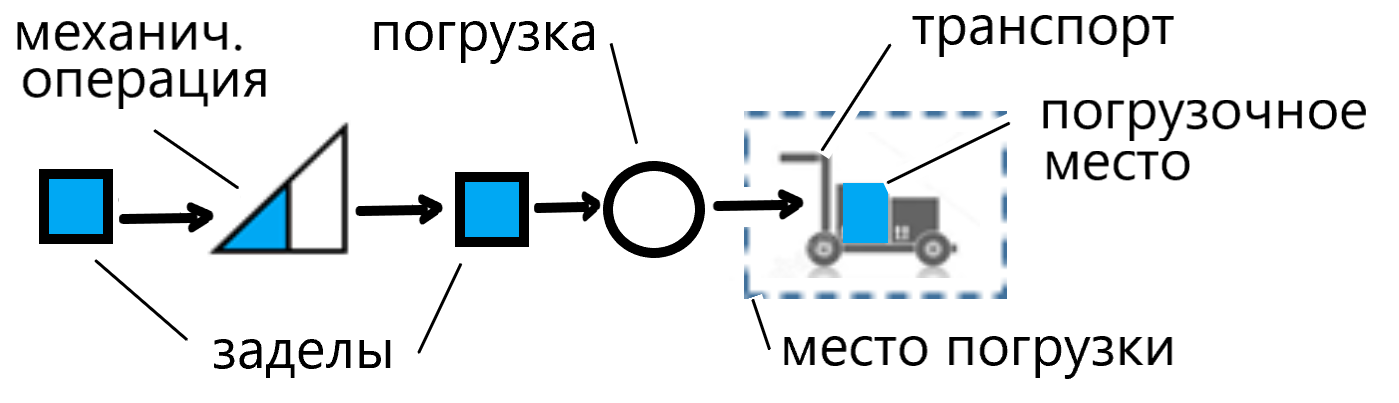 механич.
операция
погрузка
транспорт
погрузочное
место
заделы
место погрузки